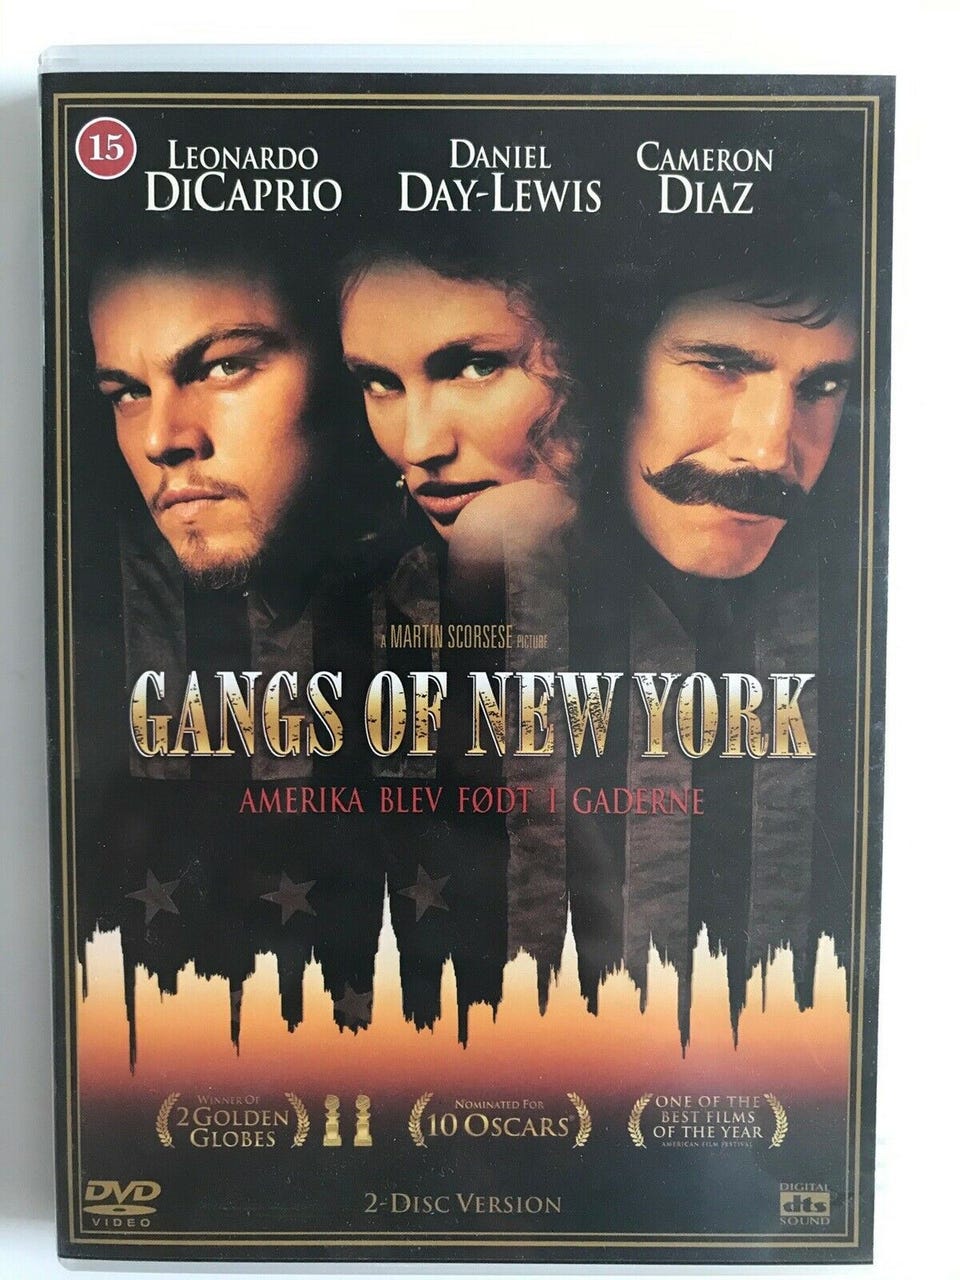 15
LEONARDO
DICAPRIO
DANIEL
DAY-LEWIS
CAMERON
DIAZ
A MARTIN SCORSESE PICTURE
GANGS OF NEW YORK
AMERIKA BLEV FØDT I GADERNE
WINNER OF
2 GOLDEN
GLOBES
NOMINATED FOR
10 OSCARS®
ONE OF THE
BEST FILMS
OF THE YEAR
AMERICAN FILM FESTIVAL
DVD
VIDEO
2-DISC VERSION
DIGITAL
dts
SOUND